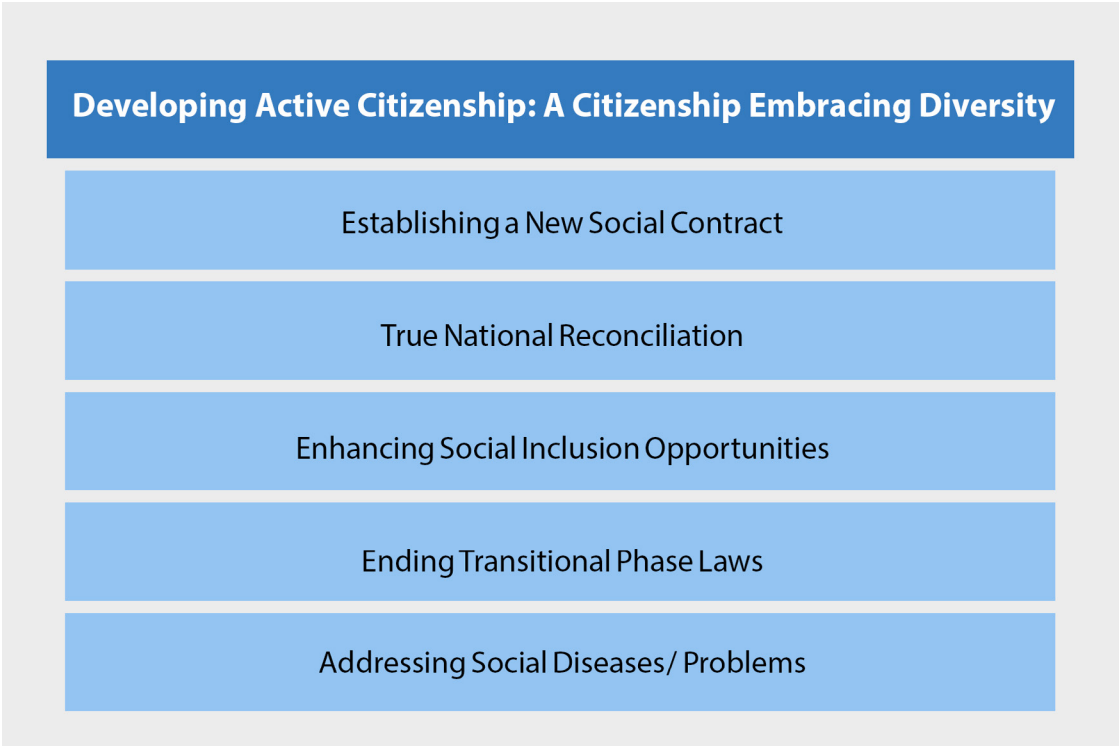 Developing Active Citizenship: A Citizenship Embracing Diversity
Establishing a New Social Contract
True National Reconciliation
Enhancing Social Inclusion Opportunities
Ending Transitional Phase Laws
Addressing Social Diseases/ Problems